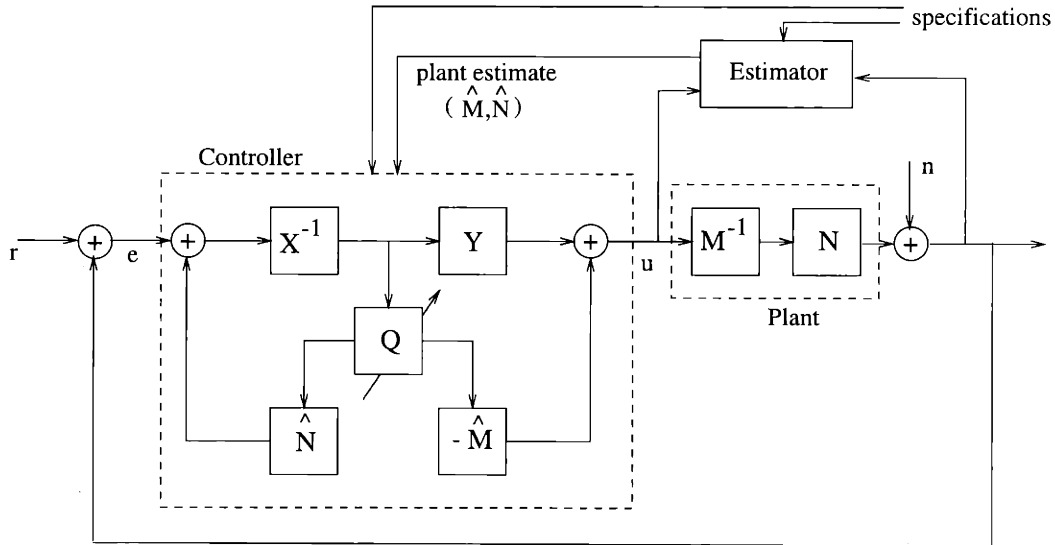 specifications
Estimator
plant estimate
(M̂,N̂)
Controller
n
r
+
e
+
X⁻¹
Y
+
u
M⁻¹
N
+
Plant
Q
N̂
- M̂